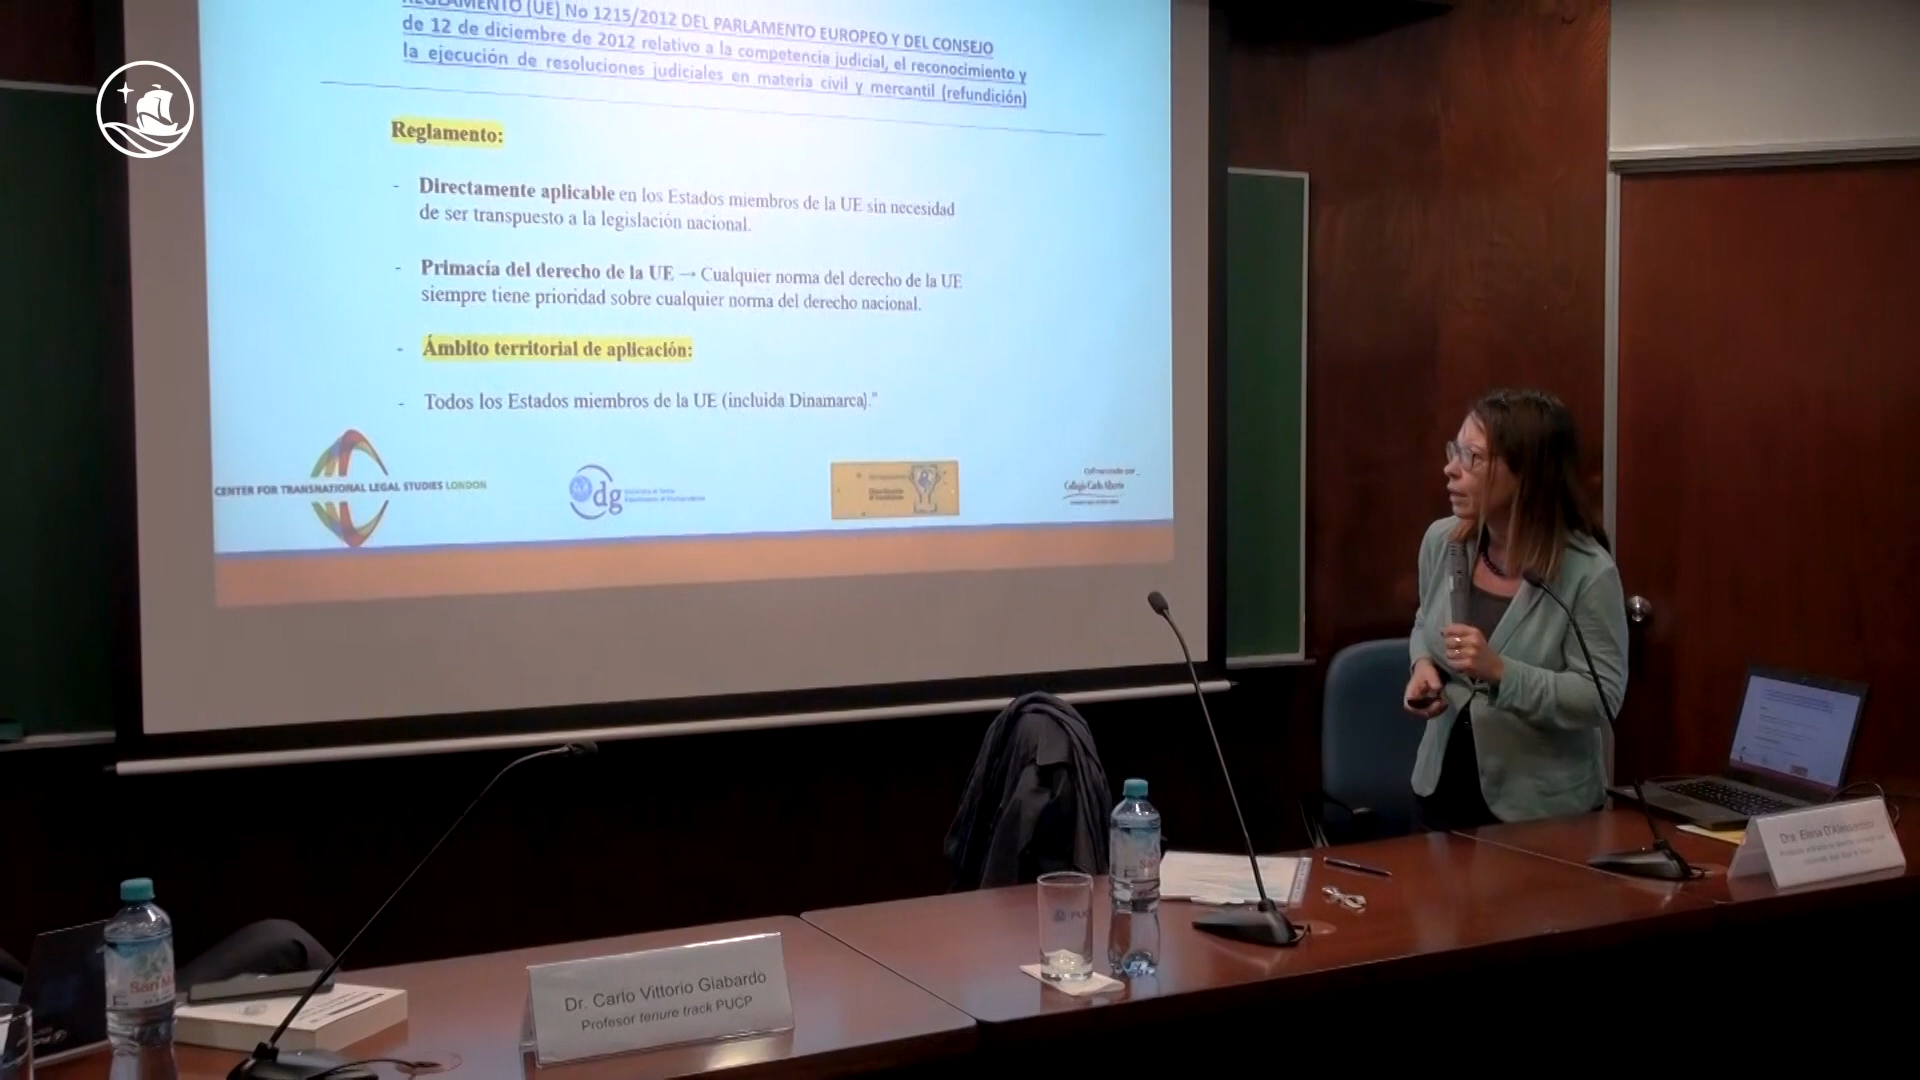 REGLAMENTO (UE) No 1215/2012 DEL PARLAMENTO EUROPEO Y DEL CONSEJO
de 12 de diciembre de 2012 relativo a la competencia judicial, el reconocimiento y
la ejecución de resoluciones judiciales en materia civil y mercantil (refundición)
Reglamento:
- Directamente aplicable en los Estados miembros de la UE sin necesidad
de ser transpuesto a la legislación nacional.
- Primacía del derecho de la UE → Cualquier norma del derecho de la UE
siempre tiene prioridad sobre cualquier norma del derecho nacional.
- Ámbito territorial de aplicación:
- Todos los Estados miembros de la UE (incluida Dinamarca)."
CENTER FOR TRANSNATIONAL LEGAL STUDIES LONDON
dg
Cofinanciado por
Collegio Carlo Alberto
Dra. Elena D'Alessandro
Dr. Carlo Vittorio Giabardo
Profesor tenure track PUCP
San